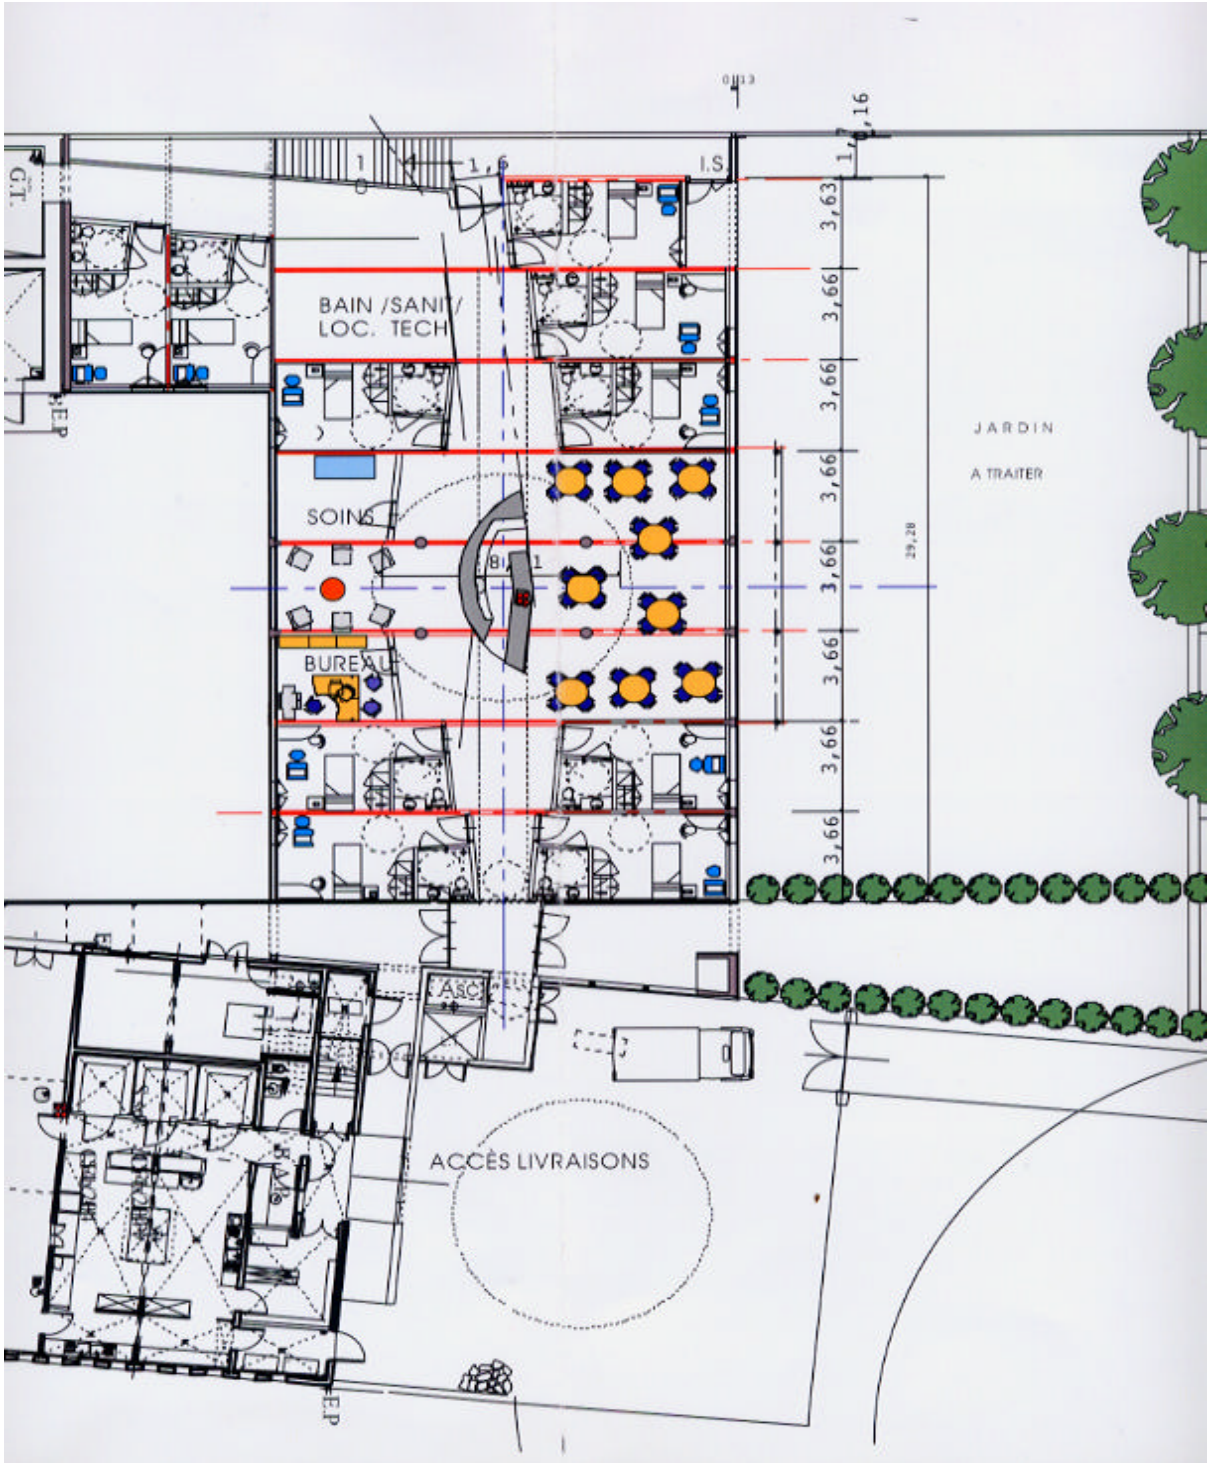 0,13
1,16
G.T.
1,6
I.S.
3,63
BAIN /SANIT/
LOC. TECH
3,66
3,66
E.P
JARDIN
A TRAITER
3,66
SOINS
29,28
8, 1
3,66
BUREAU
3,66
3,66
3,66
Asc
ACCÈS LIVRAISONS
E.P